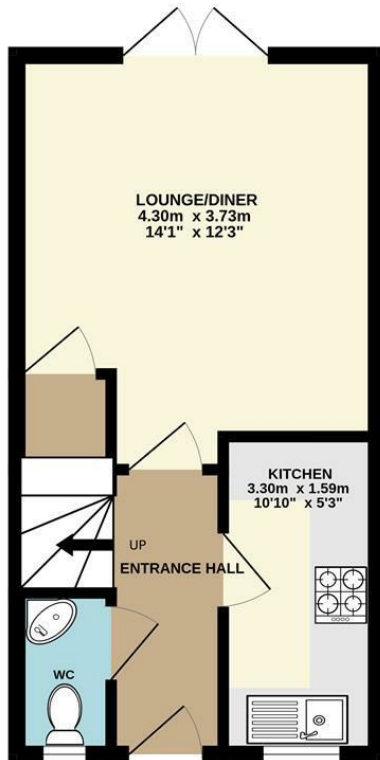 LOUNGE/DINER
4.30m x 3.73m
14'1" x 12'3"
KITCHEN
3.30m x 1.59m
10'10" x 5'3"
UP
ENTRANCE HALL
WC